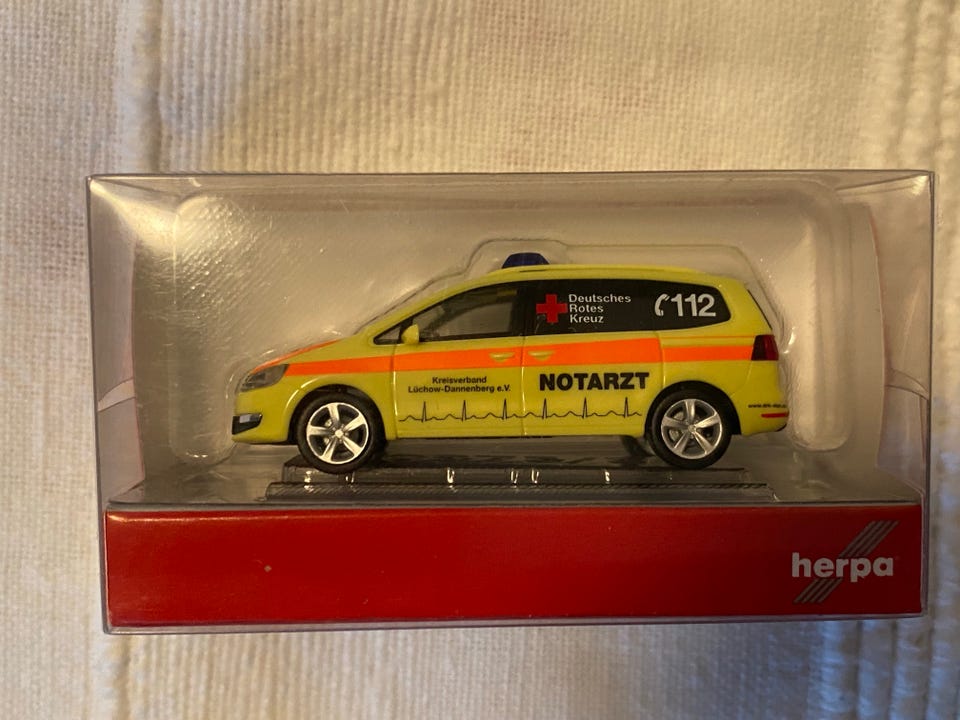 Deutsches
Rotes
Kreuz
112
Kreisverband
Lüchow-Dannenberg e.V.
NOTARZT
herpa